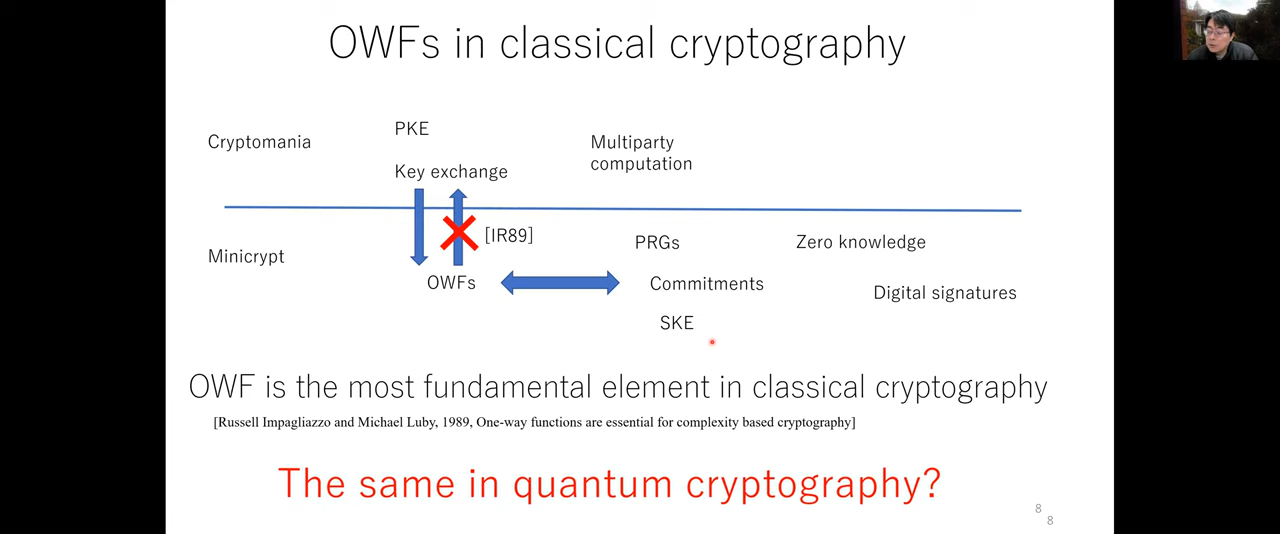 OWFs in classical cryptography
Cryptomania
PKE
Key exchange
Multiparty
computation
Minicrypt
[IR89]
OWFs
PRGs
Commitments
SKE
Zero knowledge
Digital signatures
OWF is the most fundamental element in classical cryptography
[Russell Impagliazzo and Michael Luby, 1989, One-way functions are essential for complexity based cryptography]
The same in quantum cryptography?
8
8